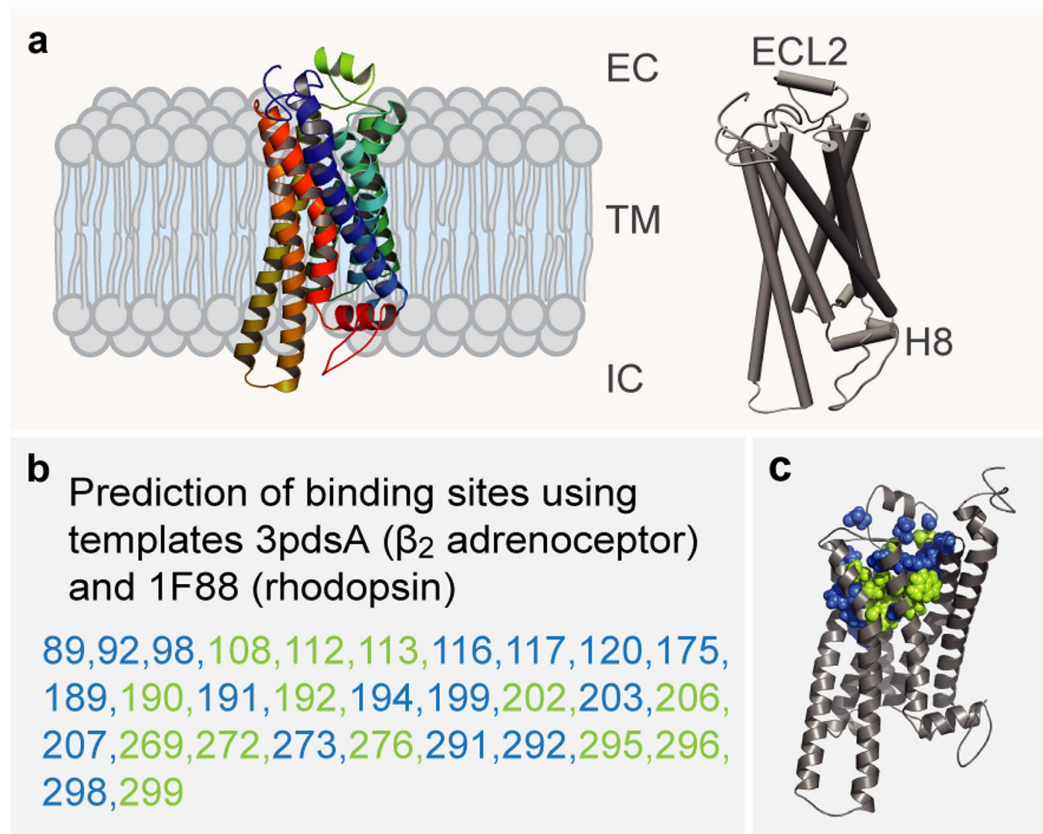 a
EC
ECL2
TM
H8
IC
b
Prediction of binding sites using
templates 3pdsA (β₂ adrenoceptor)
and 1F88 (rhodopsin)
89,92,98,108,112,113,116,117,120,175,
189,190,191,192,194,199,202,203,206,
207,269,272,273,276,291,292,295,296,
298,299
c